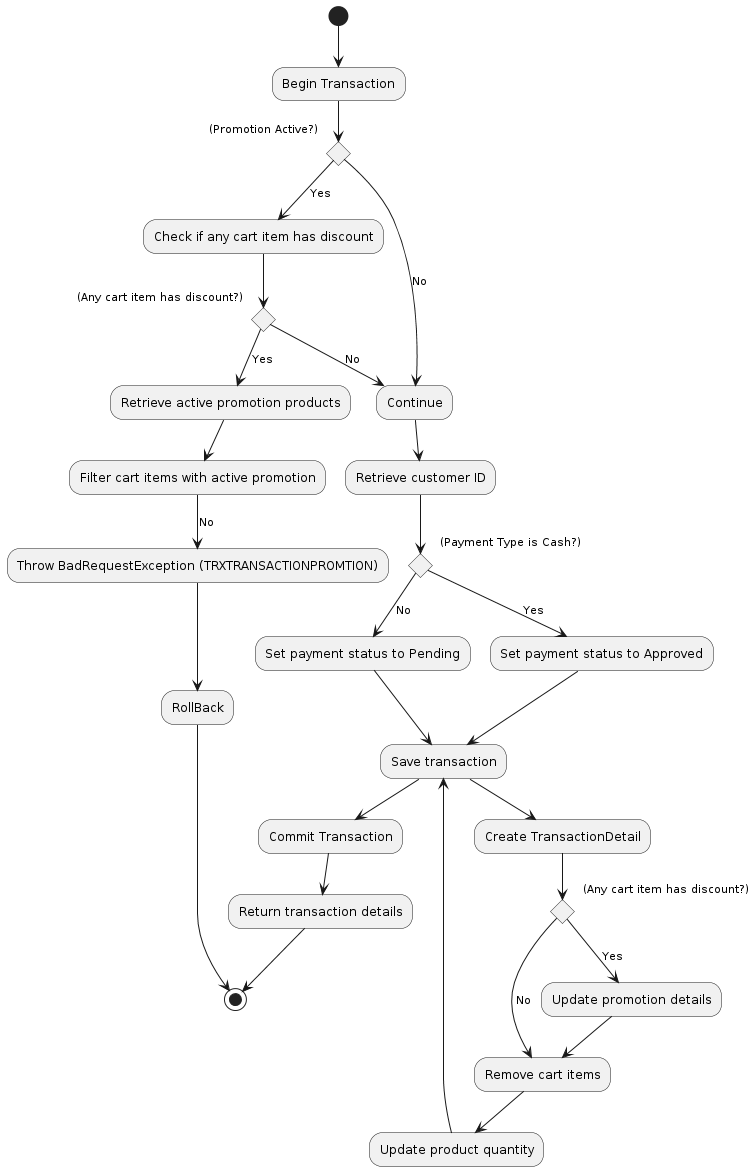 Begin Transaction
(Promotion Active?)
Yes
Check if any cart item has discount
No
(Any cart item has discount?)
Yes
No
Retrieve active promotion products
Continue
Filter cart items with active promotion
Retrieve customer ID
No
(Payment Type is Cash?)
Throw BadRequestException (TRXTRANSACTIONPROMTION)
No
Yes
Set payment status to Pending
Set payment status to Approved
RollBack
Save transaction
Commit Transaction
Create TransactionDetail
(Any cart item has discount?)
Return transaction details
Yes
No
Update promotion details
Remove cart items
Update product quantity